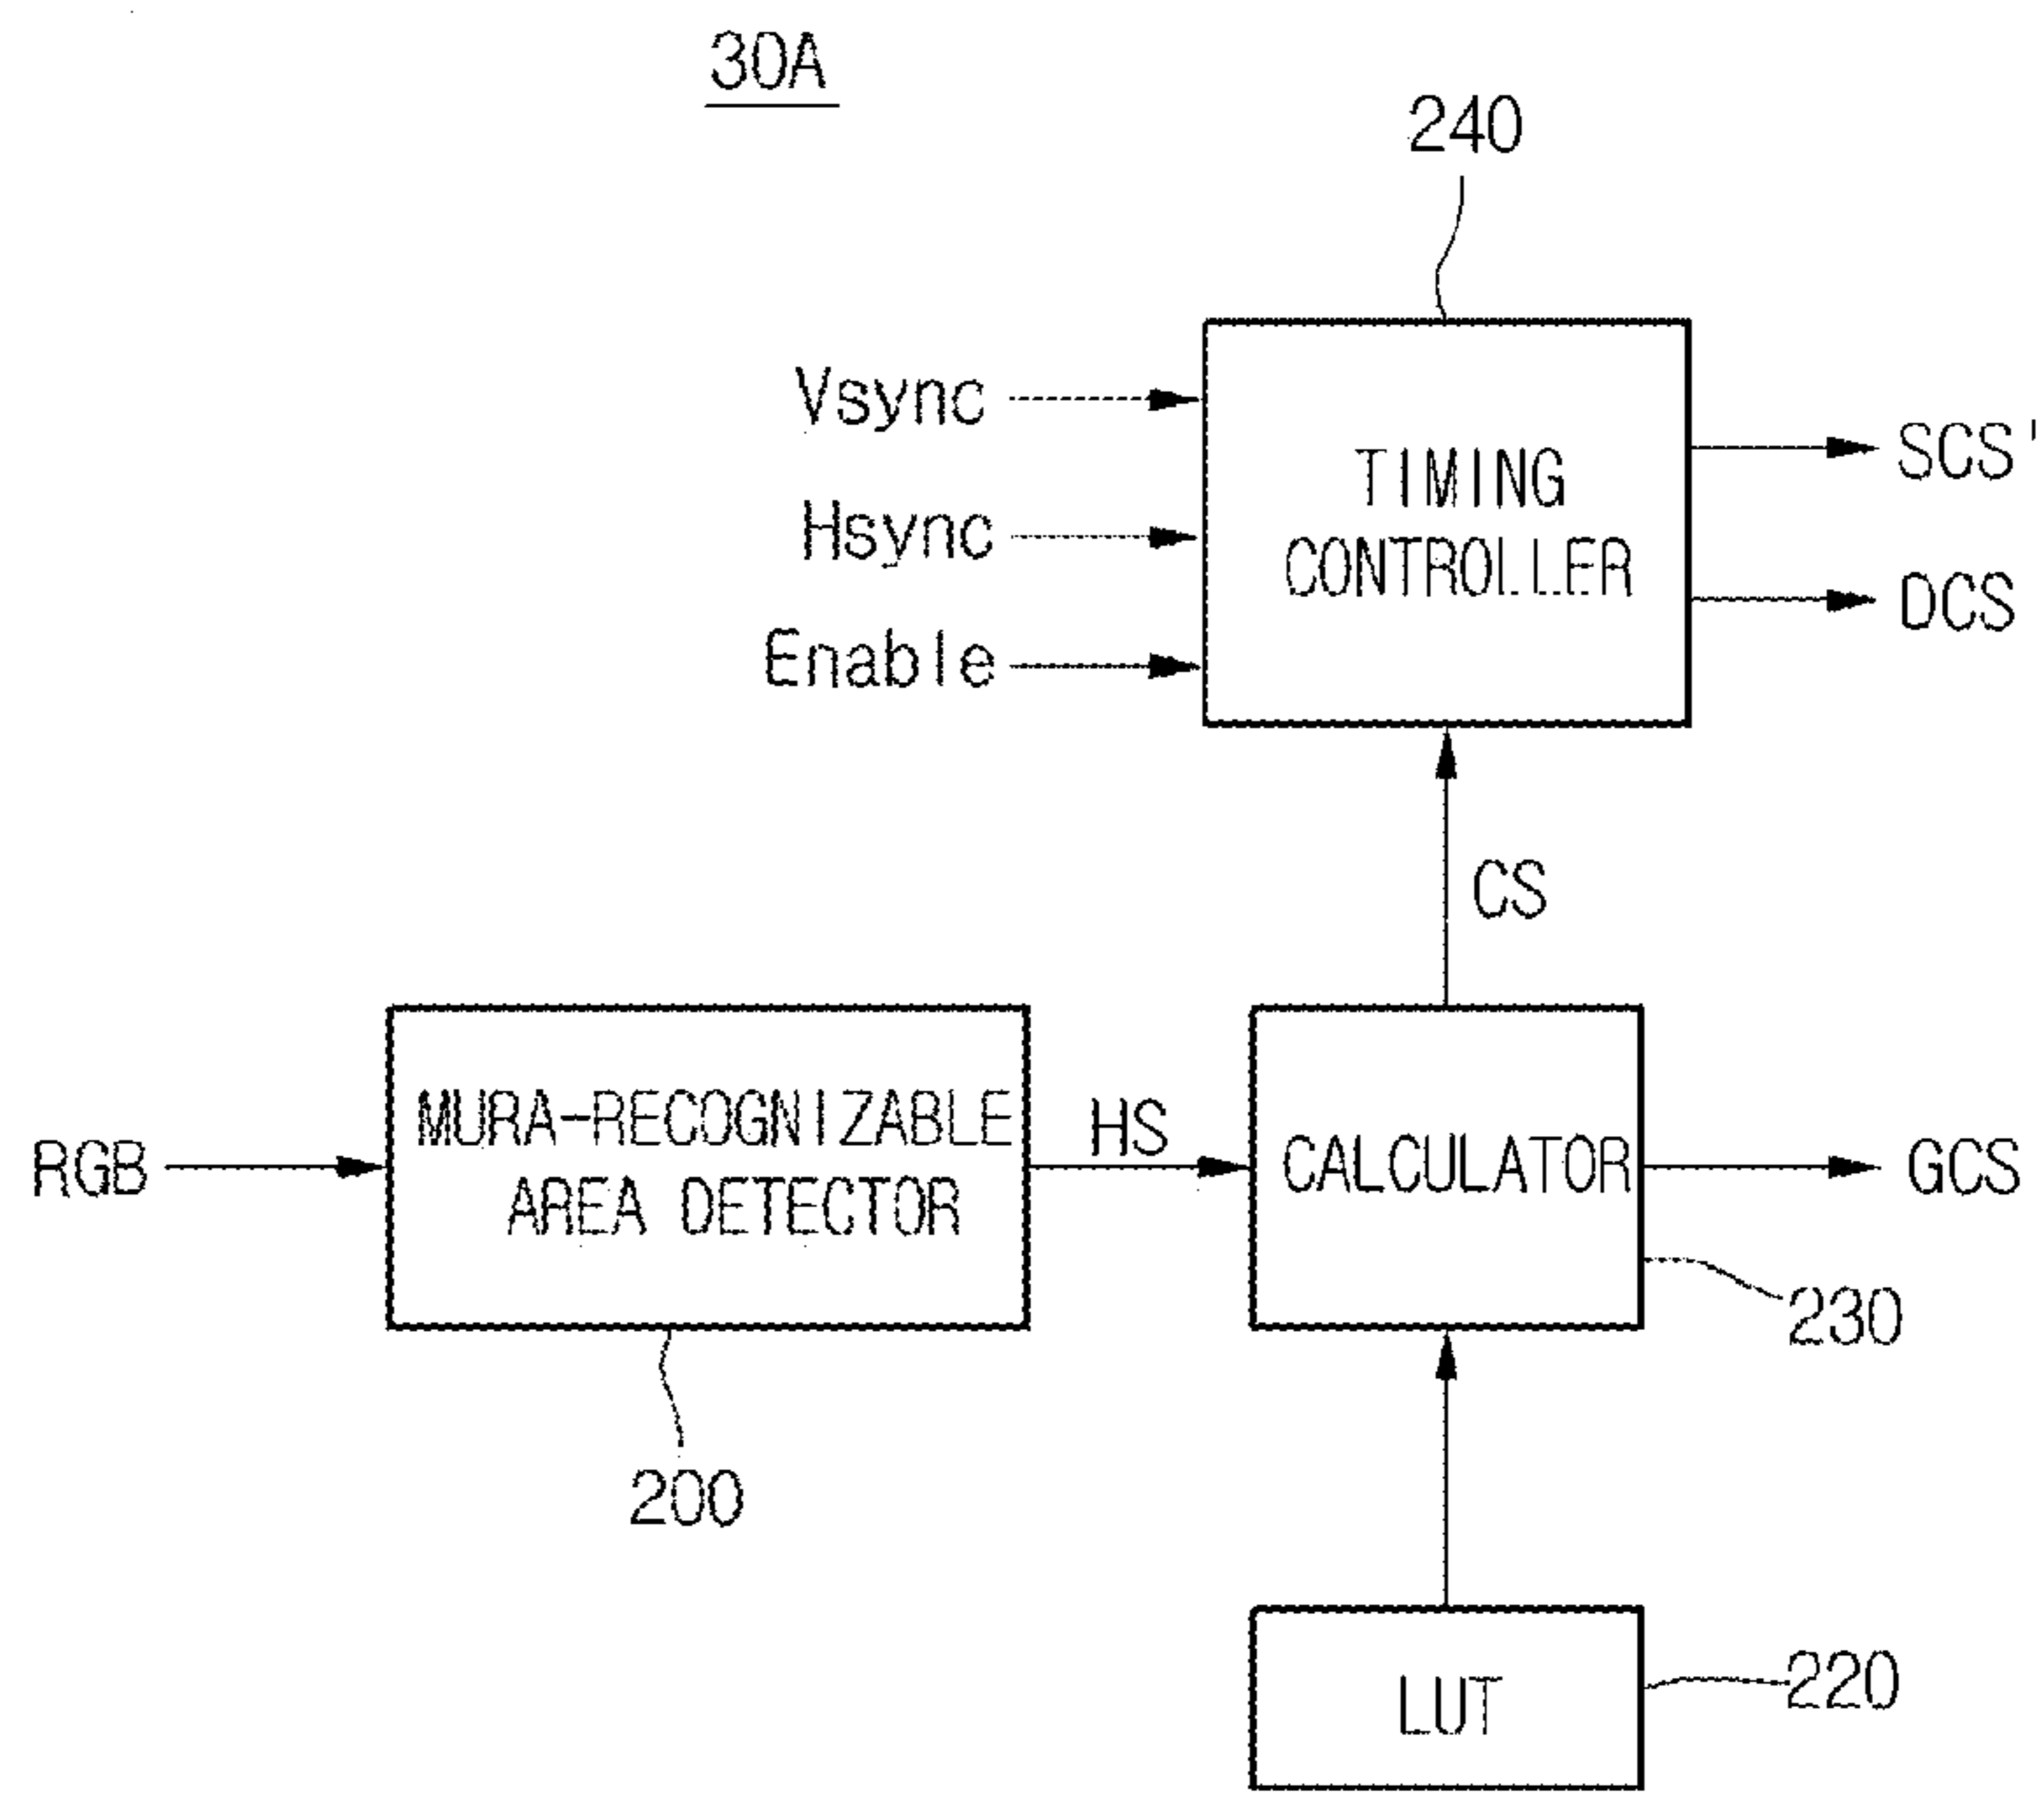 30A
240
Vsync
Hsync
Enable
TIMING
CONTROLLER
SCS'
DCS
CS
RGB
MURA-RECOGNIZABLE
AREA DETECTOR
HS
CALCULATOR
GCS
230
200
LUT
220